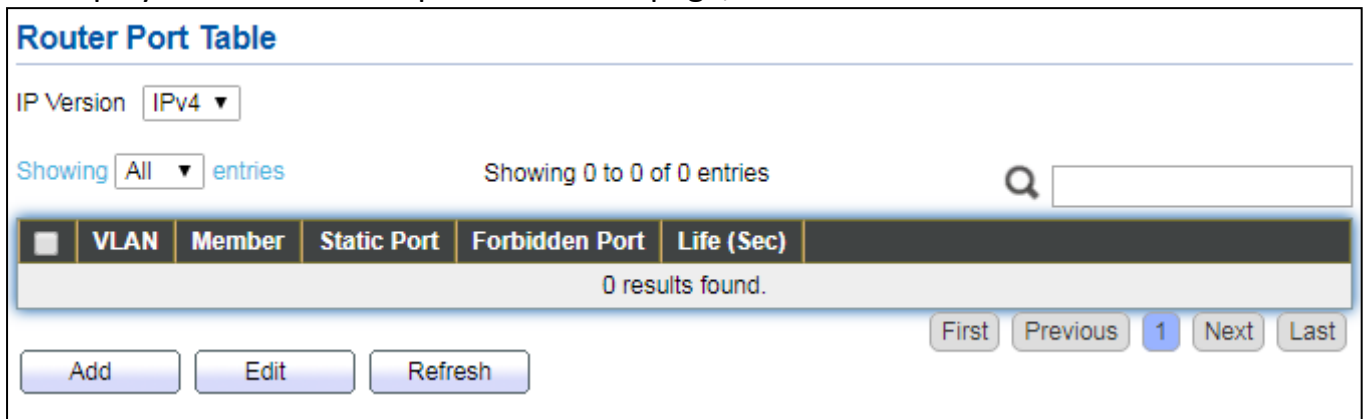 Router Port Table
IP Version IPv4
Showing All entries Showing 0 to 0 of 0 entries
VLAN Member Static Port Forbidden Port Life (Sec)
0 results found.
First Previous 1 Next Last
Add Edit Refresh